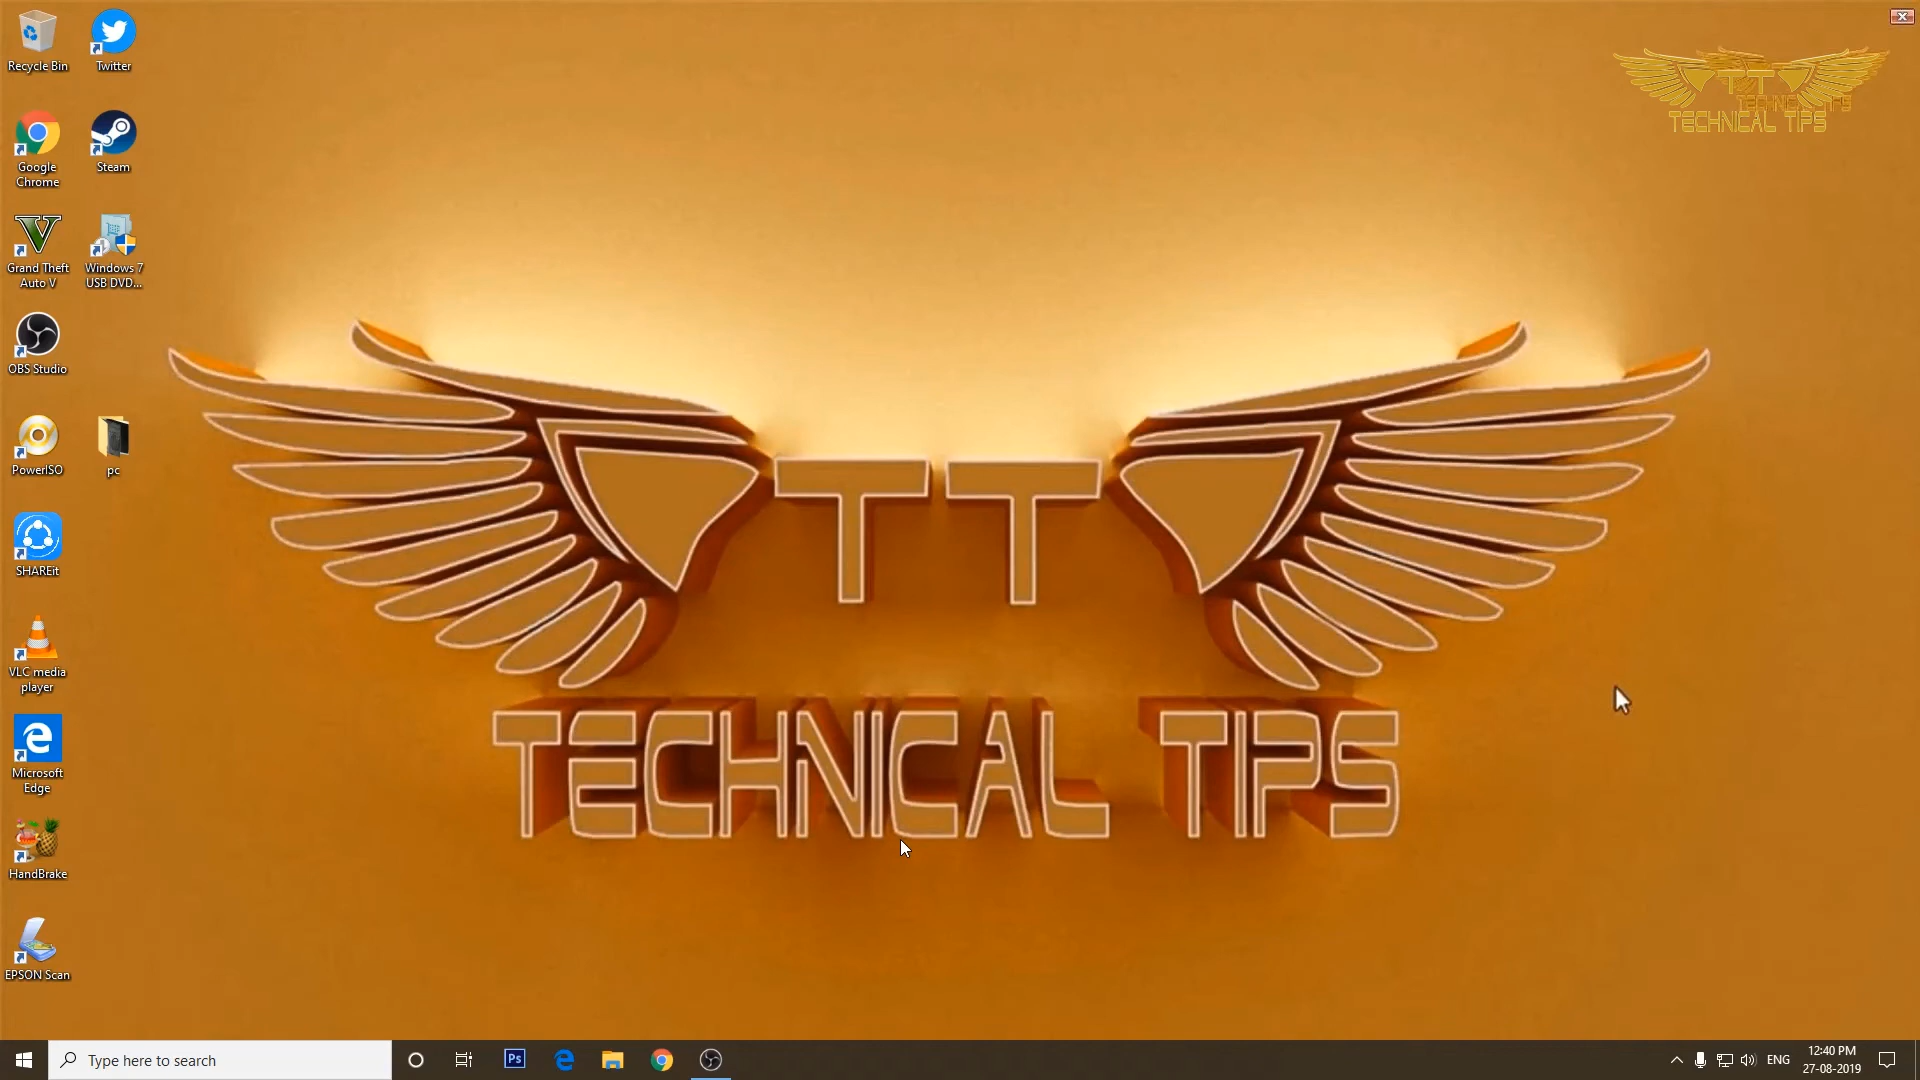 Recycle Bin
Twitter
Google
Chrome
Steam
Grand Theft
Auto V
Windows 7
USB DVD...
OBS Studio
PowerISO
pc
SHAREit
VLC media
player
Microsoft
Edge
HandBrake
EPSON Scan
TT
TECHNICAL TIPS
TT
TECHNICAL TIPS
Type here to search
Ps
ENG
12:40 PM
27-08-2019